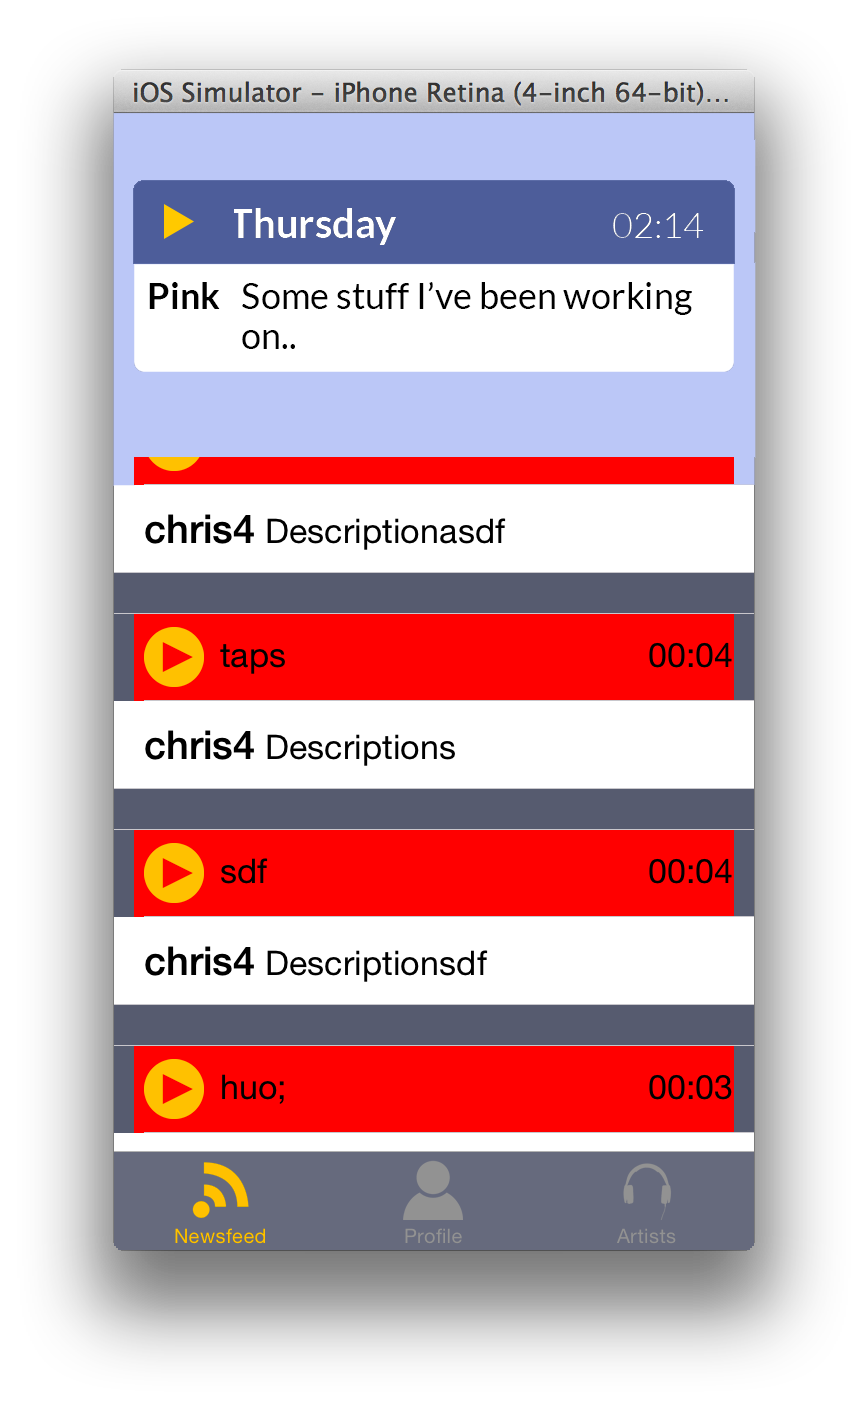 iOS Simulator – iPhone Retina (4-inch 64-bit)...
Thursday 02:14
Pink Some stuff I’ve been working
on..
chris4 Descriptionasdf
taps 00:04
chris4 Descriptions
sdf 00:04
chris4 Descriptionsdf
huo; 00:03
Newsfeed Profile Artists